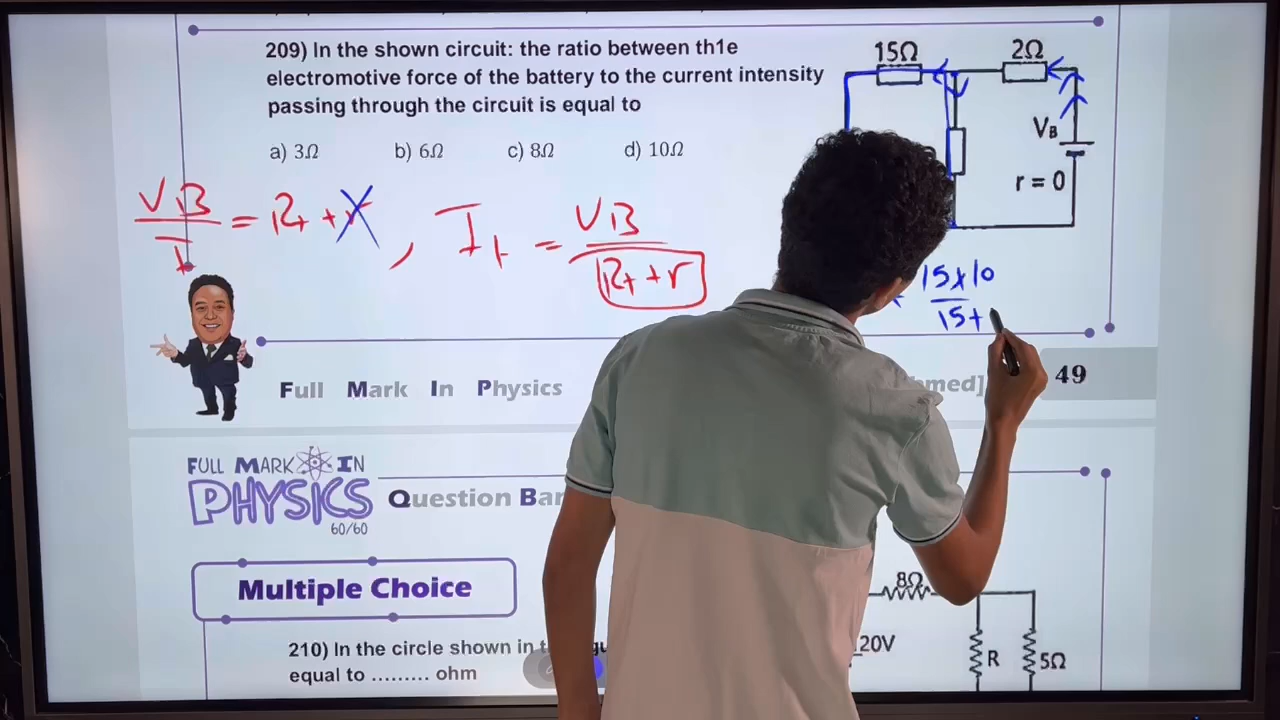 209) In the shown circuit: the ratio between th1e
electromotive force of the battery to the current intensity
passing through the circuit is equal to
a) 3Ω b) 6Ω c) 8Ω d) 10Ω
15Ω 2Ω
VB
r = 0
VB / I = Rt + r , It = VB / Rt + r
15 x 10
15 +
Full Mark In Physics
49
FULL MARK IN
PHYSICS
60/60
Question
Multiple Choice
210) In the circle shown in
equal to ......... ohm
8Ω
20V
R
5Ω